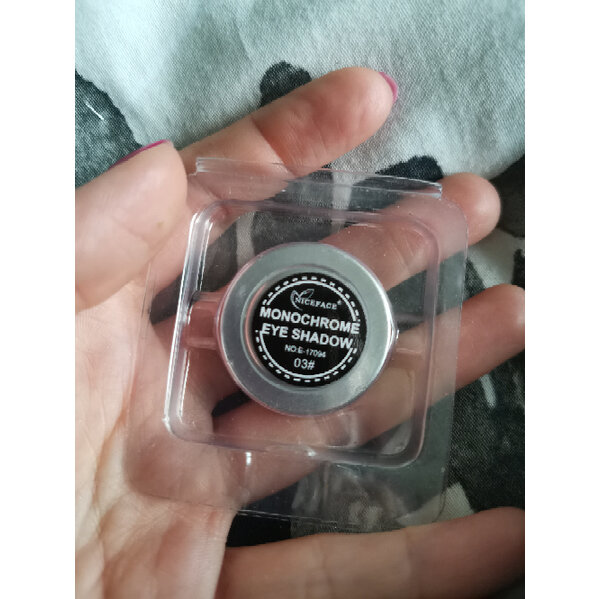 NICEFACE®
MONOCHROME
EYE SHADOW
NO:E-17094
03#